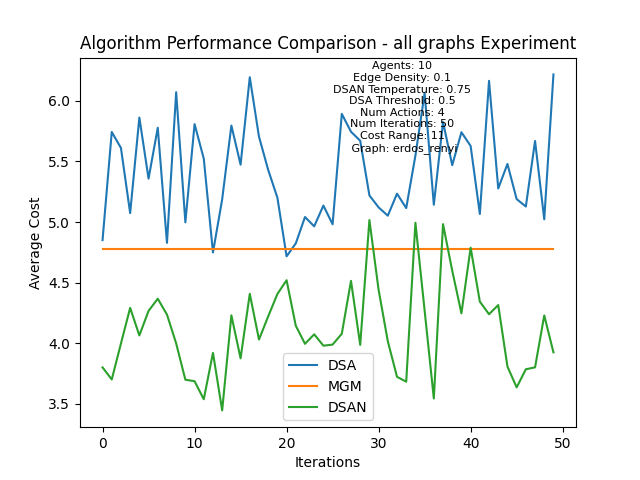 Algorithm Performance Comparison - all graphs Experiment
Agents: 10
Edge Density: 0.1
DSAN Temperature: 0.75
DSA Threshold: 0.5
Num Actions: 4
Num Iterations: 50
Cost Range: 11
Graph: erdos_renyi
Average Cost
6.0
5.5
5.0
4.5
4.0
3.5
DSA
MGM
DSAN
0 10 20 30 40 50
Iterations